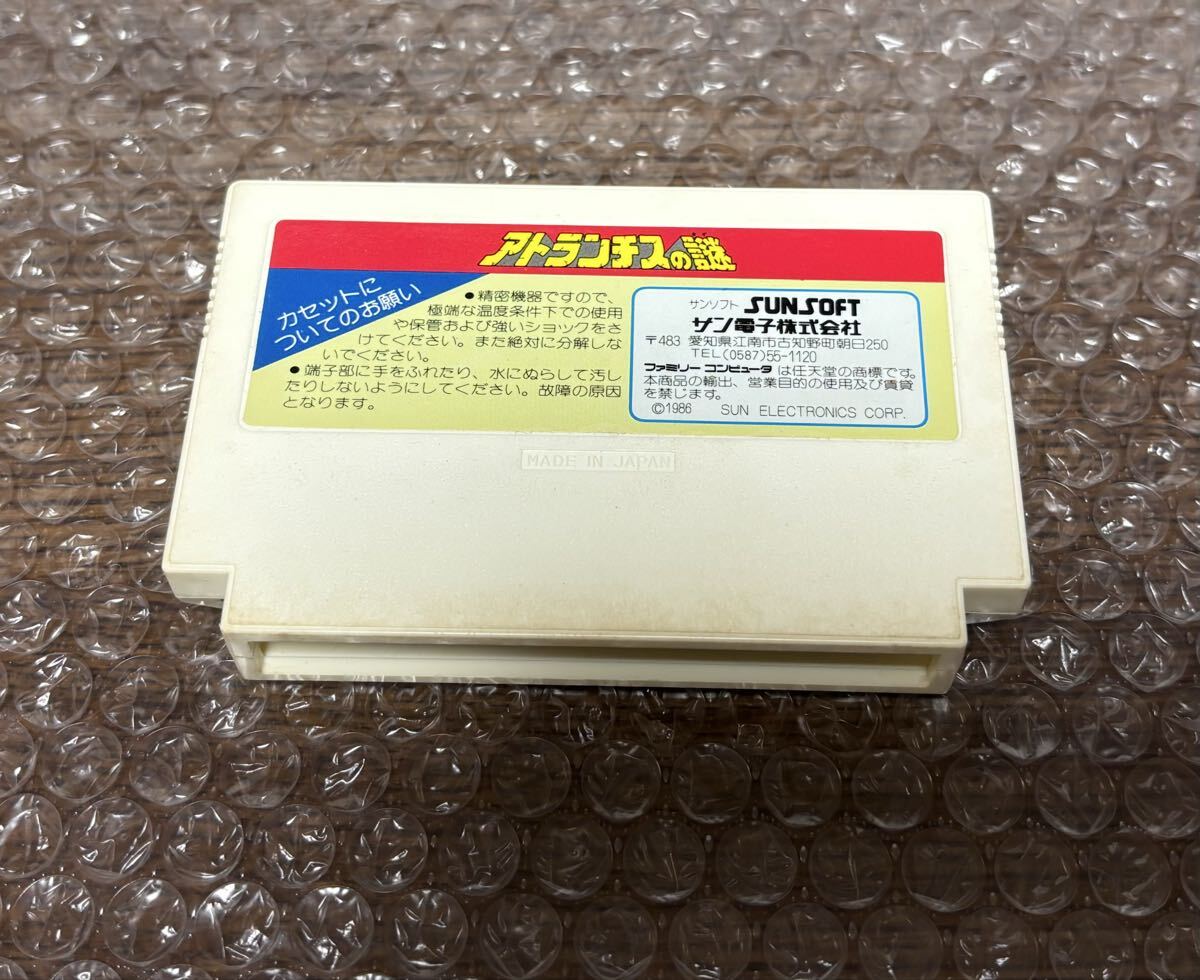 アトランチスの謎
カセットに
ついてのお願い
●精密機器ですので、
極端な温度条件下での使用
や保管および強いショックをさ
けてください。また絶対に分解しな
いでください。
●端子部に手をふれたり、水にぬらして汚し
たりしないようにしてください。故障の原因
となります。
サンソフト SUNSOFT
サン電子株式会社
〒483 愛知県江南市古知野町朝日250
TEL(0587)55-1120
ファミリー コンピュータ は任天堂の商標です。
本商品の輸出、営業目的の使用及び賃貸
を禁じます。
©1986 SUN ELECTRONICS CORP.
MADE IN JAPAN